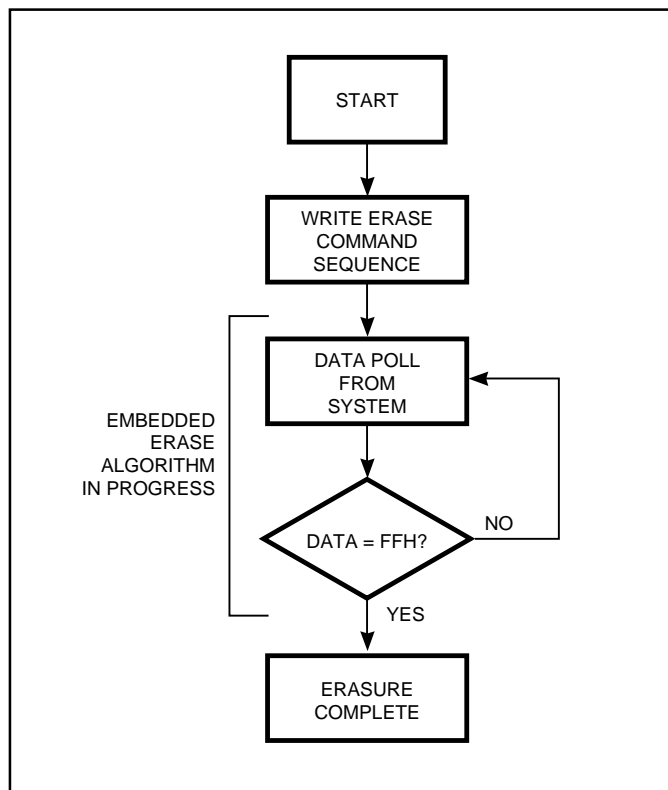 START
WRITE ERASE
COMMAND
SEQUENCE
DATA POLL
FROM
SYSTEM
EMBEDDED
ERASE
ALGORITHM
IN PROGRESS
DATA = FFH?
NO
YES
ERASURE
COMPLETE